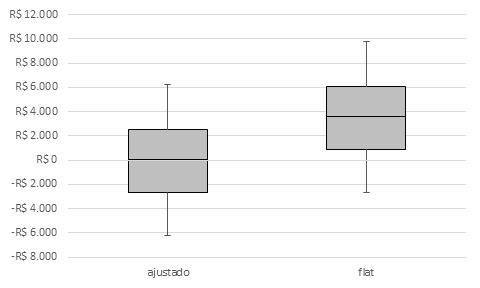 R$ 12.000
R$ 10.000
R$ 8.000
R$ 6.000
R$ 4.000
R$ 2.000
R$ 0
-R$ 2.000
-R$ 4.000
-R$ 6.000
-R$ 8.000
ajustado flat